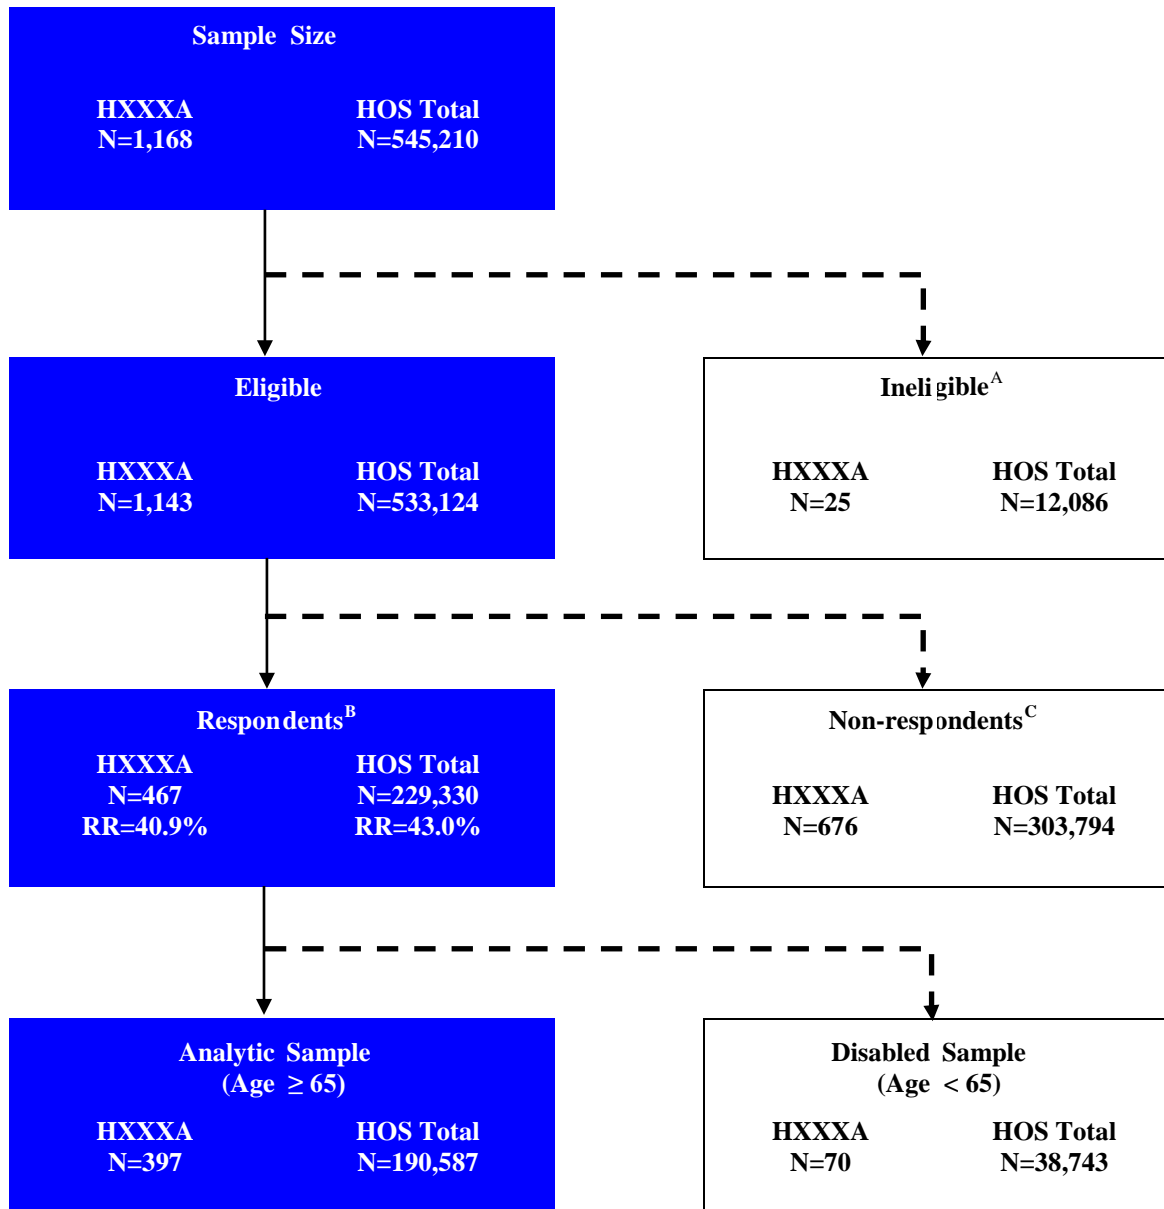 Sample Size
HXXXA HOS Total
N=1,168 N=545,210
Eligible
HXXXA HOS Total
N=1,143 N=533,124
Ineligible^A
HXXXA HOS Total
N=25 N=12,086
Respondents^B
HXXXA HOS Total
N=467 N=229,330
RR=40.9% RR=43.0%
Non-respondents^C
HXXXA HOS Total
N=676 N=303,794
Analytic Sample
(Age ≥ 65)
HXXXA HOS Total
N=397 N=190,587
Disabled Sample
(Age < 65)
HXXXA HOS Total
N=70 N=38,743